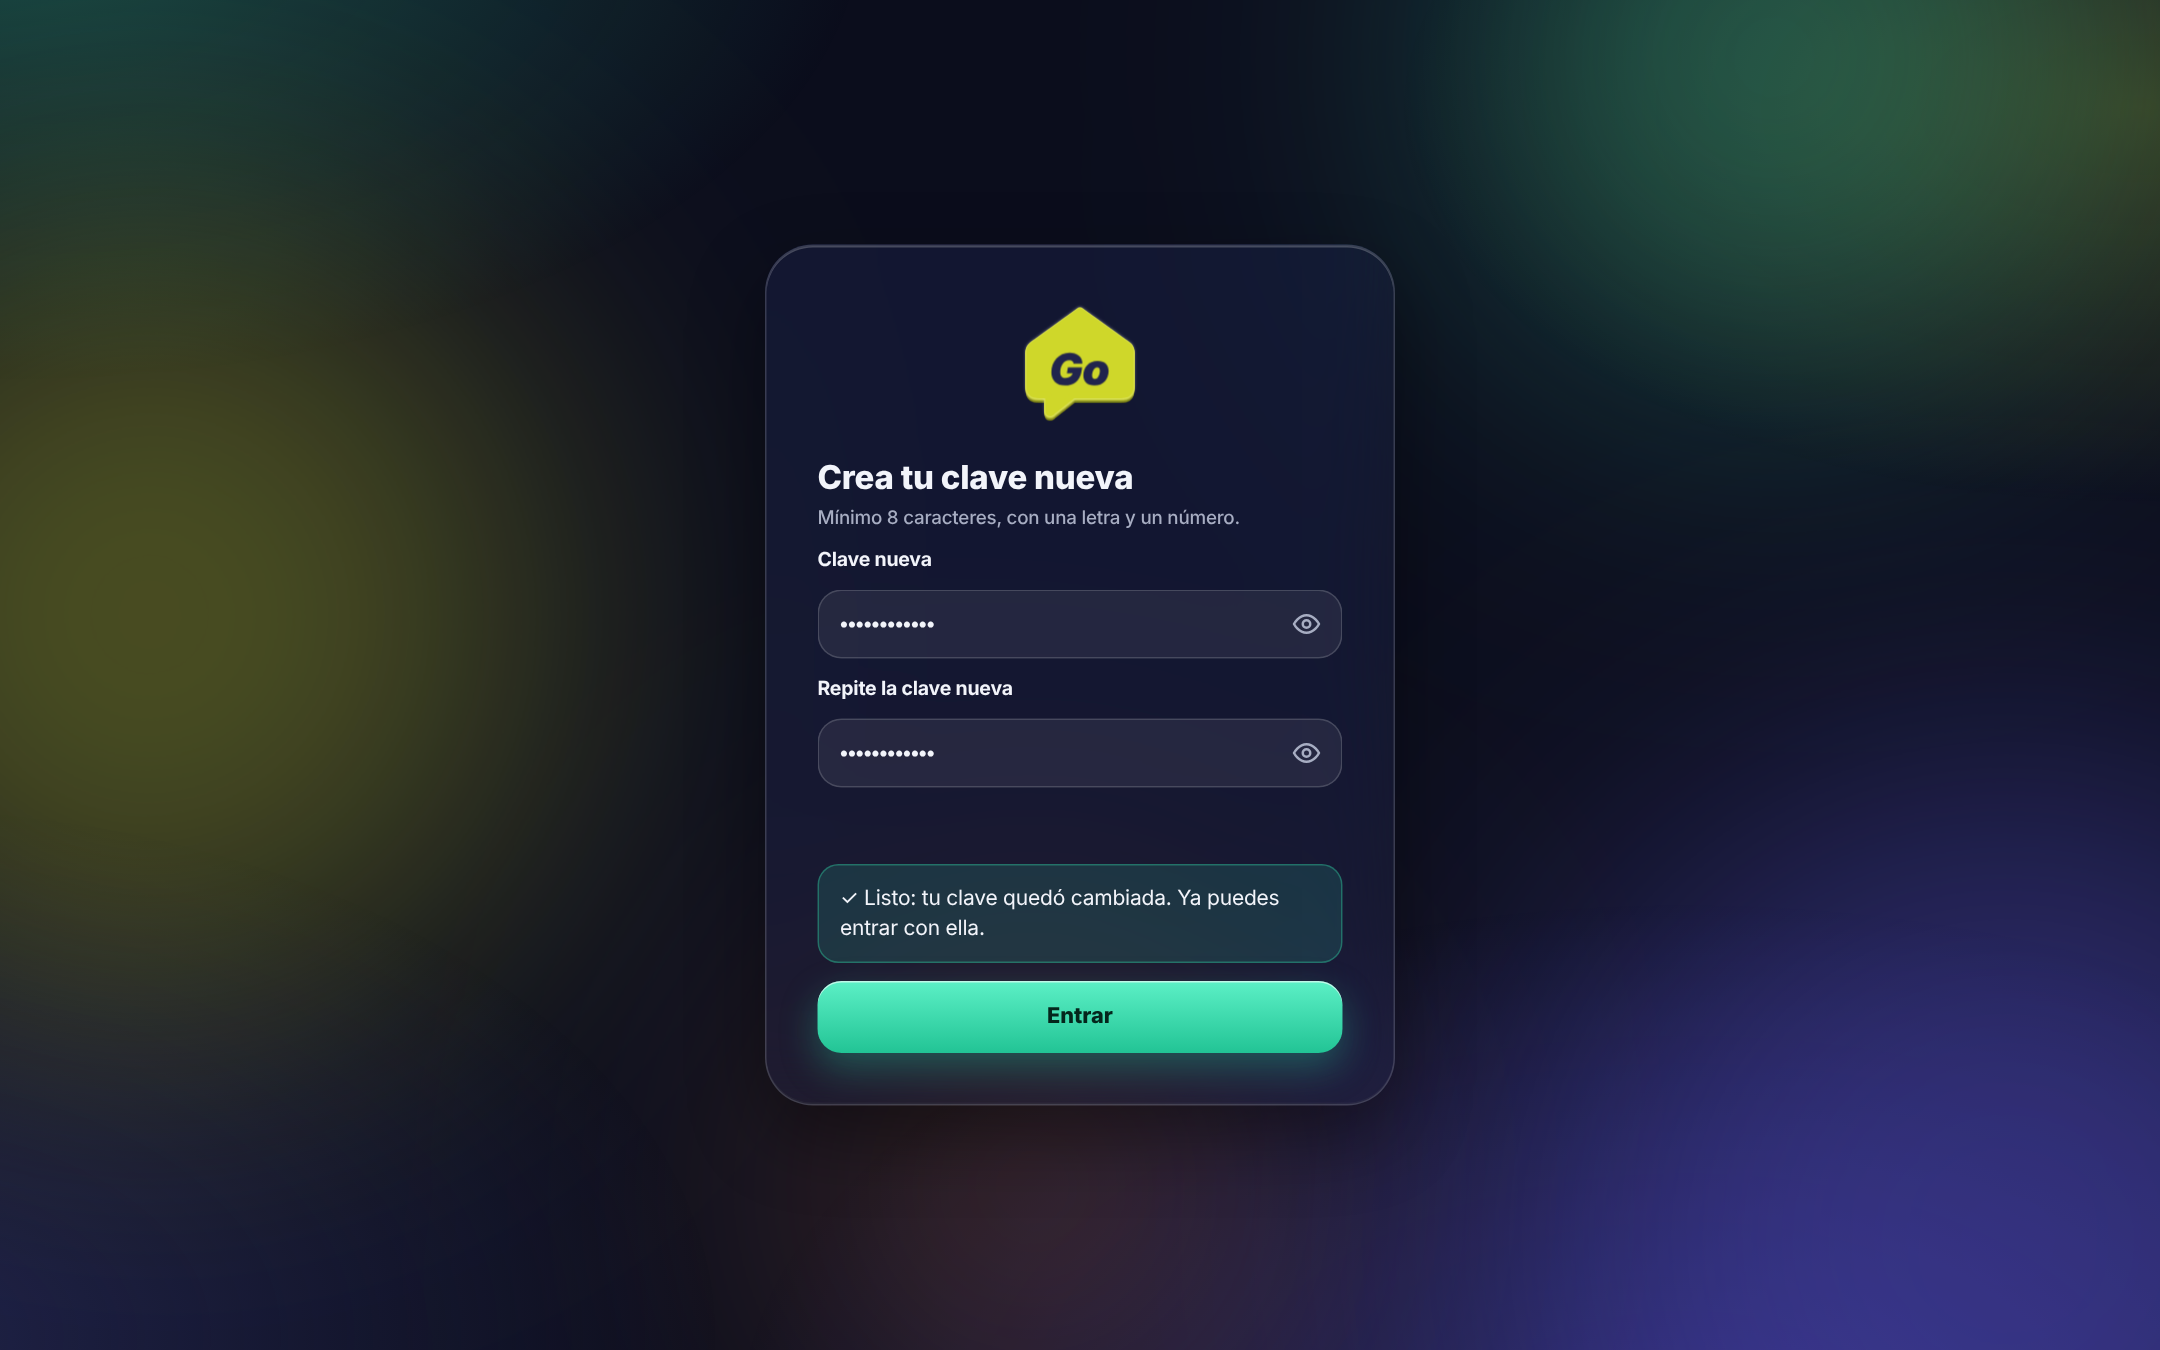 Go
Crea tu clave nueva
Mínimo 8 caracteres, con una letra y un número.
Clave nueva
••••••••••••
Repite la clave nueva
••••••••••••
✓ Listo: tu clave quedó cambiada. Ya puedes
entrar con ella.
Entrar